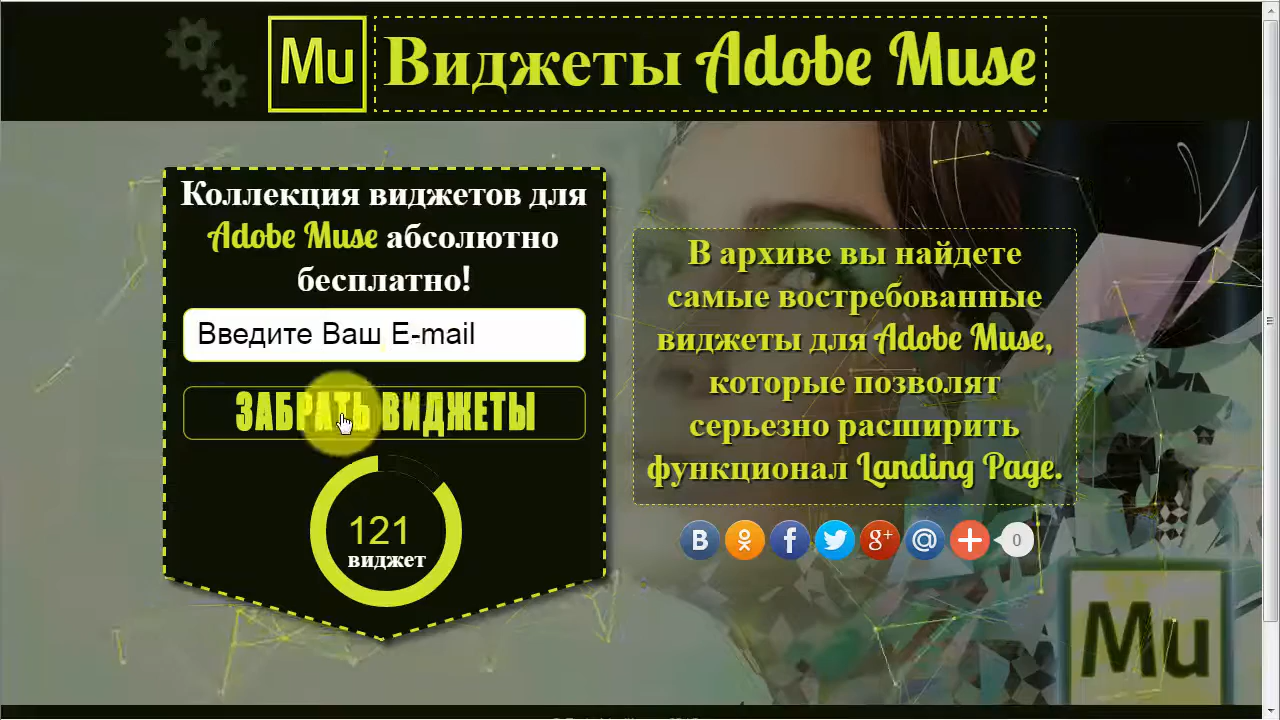 Mu
Виджеты Adobe Muse
Коллекция виджетов для
Adobe Muse абсолютно
бесплатно!
Введите Ваш E-mail
ЗАБРАТЬ ВИДЖЕТЫ
121
виджет
В архиве вы найдете
самые востребованные
виджеты для Adobe Muse,
которые позволят
серьезно расширить
функционал Landing Page.
0
Mu